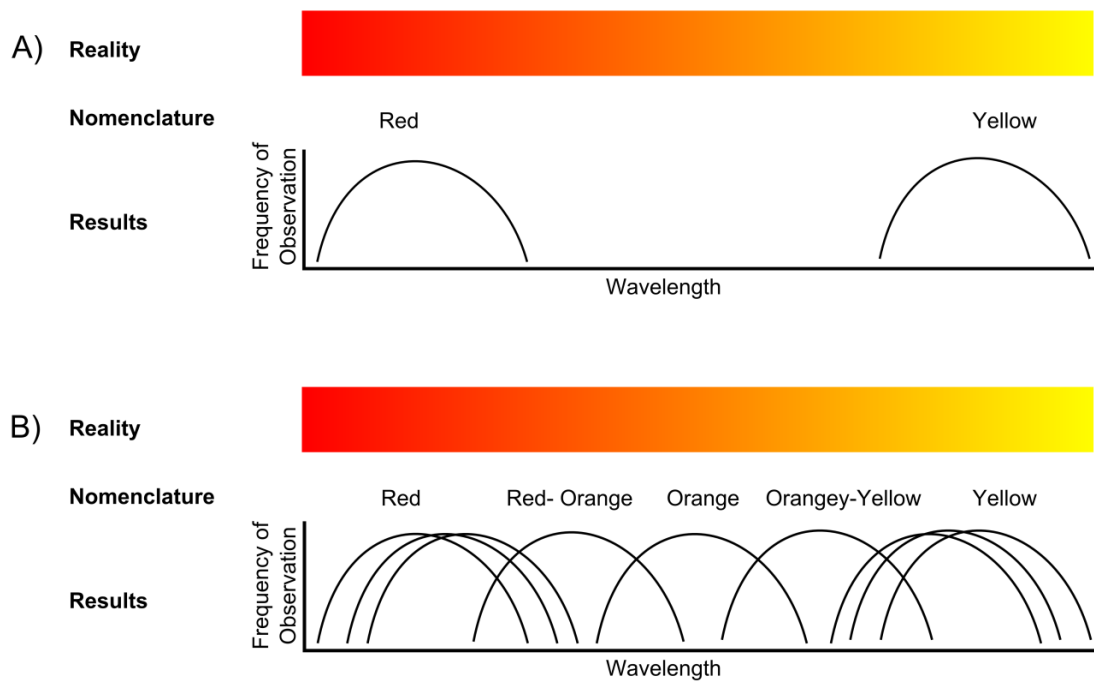 A)
Reality
Nomenclature
Red
Yellow
Results
Frequency of
Observation
Wavelength
B)
Reality
Nomenclature
Red
Red- Orange
Orange
Orangey-Yellow
Yellow
Results
Frequency of
Observation
Wavelength